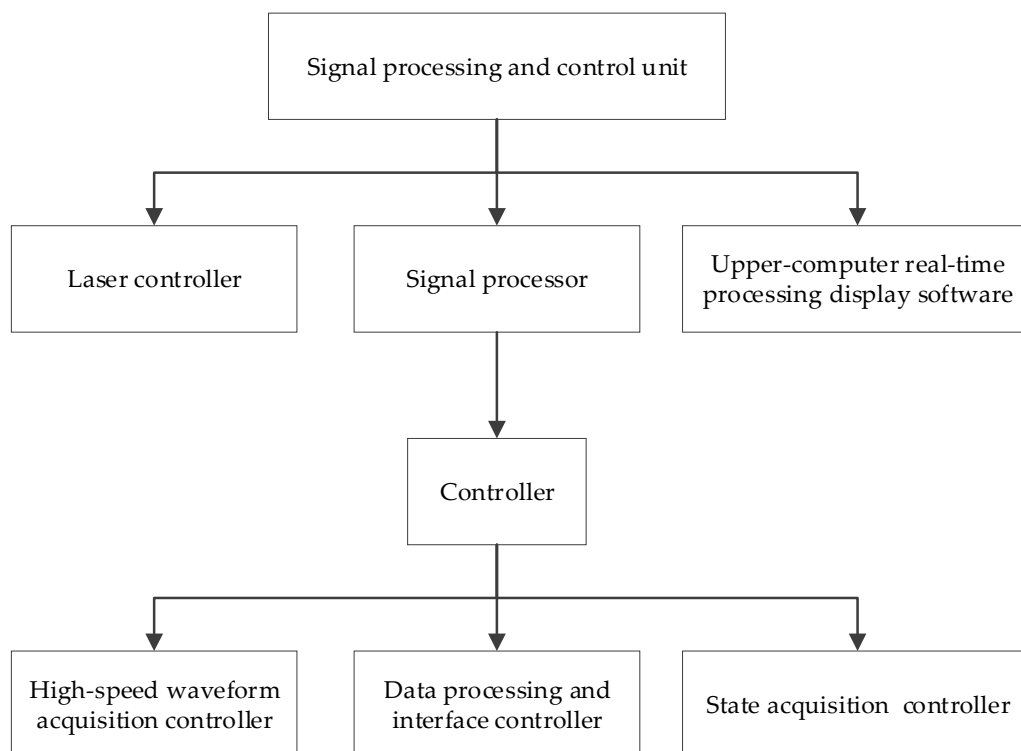 Signal processing and control unit
Laser controller
Signal processor
Upper-computer real-time
processing display software
Controller
High-speed waveform
acquisition controller
Data processing and
interface controller
State acquisition  controller